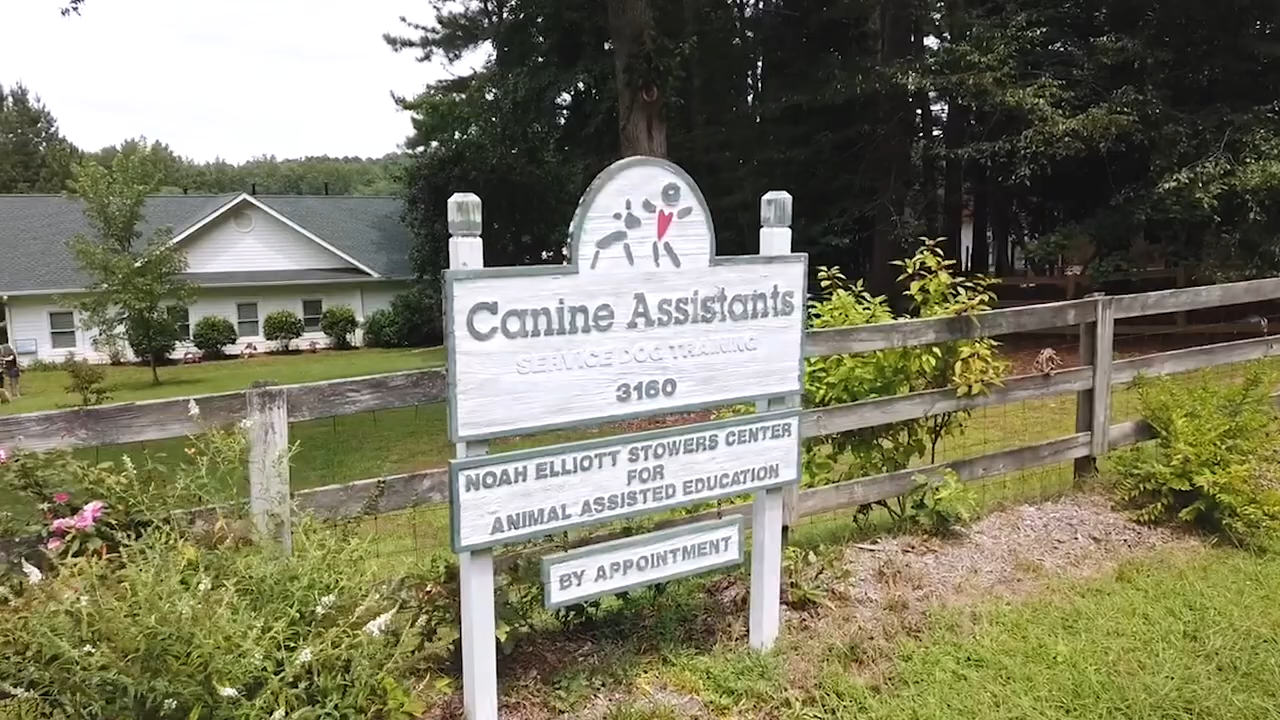 Canine Assistants
SERVICE DOG TRAINING
3160
NOAH ELLIOTT STOWERS CENTER
FOR
ANIMAL ASSISTED EDUCATION
BY APPOINTMENT